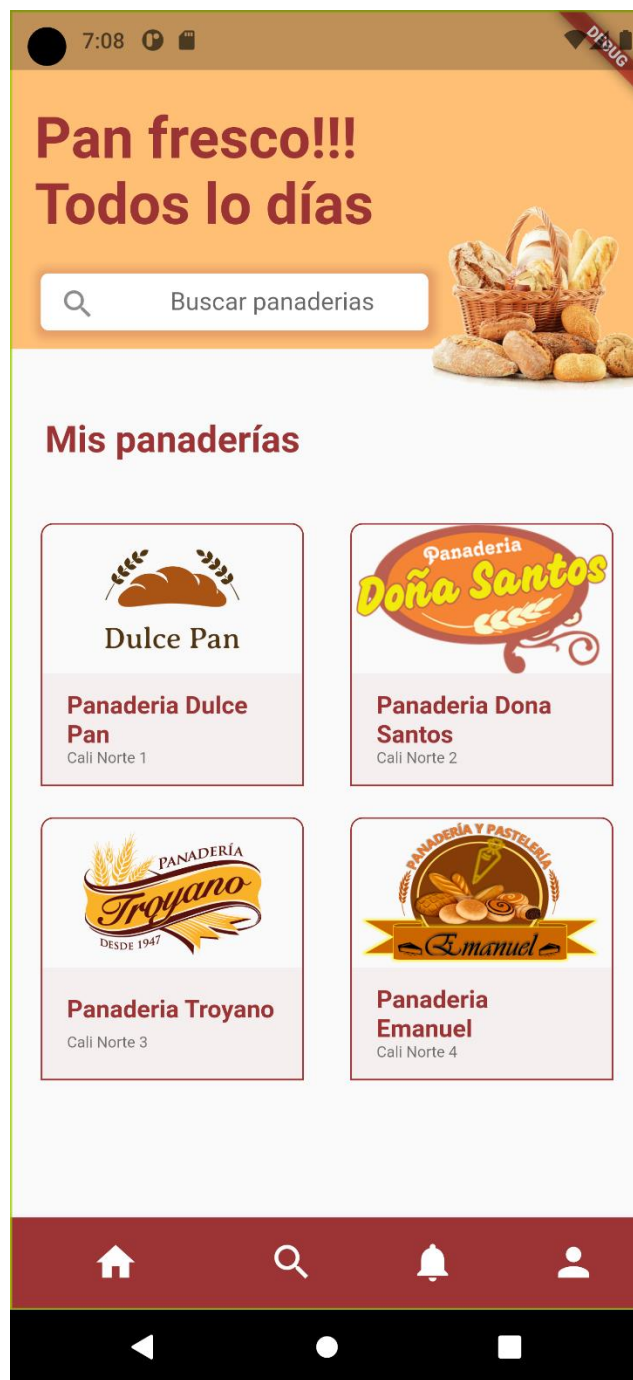 7:08
DEBUG
Pan fresco!!!
Todos lo días
Buscar panaderias
Mis panaderías
Dulce Pan
Panaderia Dulce
Pan
Cali Norte 1
Panaderia
Doña Santos
Panaderia Dona
Santos
Cali Norte 2
PANADERÍA
Troyano
DESDE 1947
Panaderia Troyano
Cali Norte 3
PANADERÍA Y PASTELERÍA
Emanuel
Panaderia
Emanuel
Cali Norte 4